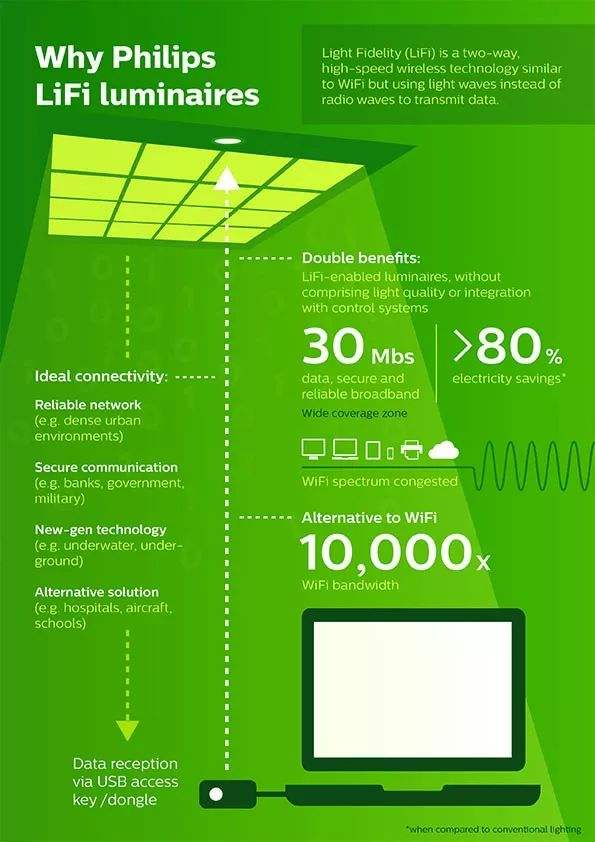 Why Philips
LiFi luminaires
Light Fidelity (LiFi) is a two-way,
high-speed wireless technology similar
to WiFi but using light waves instead of
radio waves to transmit data.
Double benefits:
LiFi-enabled luminaires, without
comprising light quality or integration
with control systems
30 Mbs
data, secure and
reliable broadband
Wide coverage zone
>80%
electricity savings*
Ideal connectivity:
Reliable network
(e.g. dense urban
environments)
Secure communication
(e.g. banks, government,
military)
New-gen technology
(e.g. underwater, under-
ground)
Alternative solution
(e.g. hospitals, aircraft,
schools)
WiFi spectrum congested
Alternative to WiFi
10,000x
WiFi bandwidth
Data reception
via USB access
key /dongle
*when compared to conventional lighting